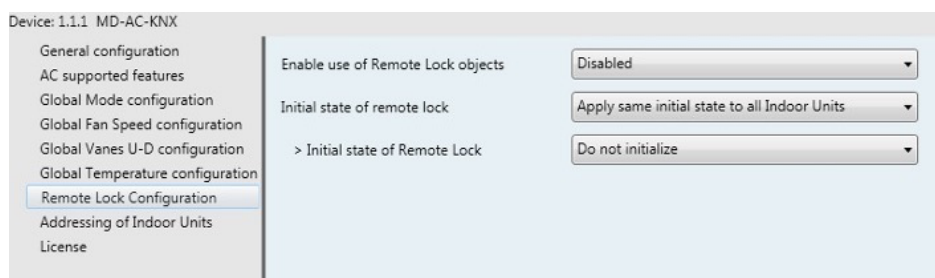 Device: 1.1.1 MD-AC-KNX
General configuration
AC supported features
Global Mode configuration
Global Fan Speed configuration
Global Vanes U-D configuration
Global Temperature configuration
Remote Lock Configuration
Addressing of Indoor Units
License
Enable use of Remote Lock objects Disabled
Initial state of remote lock Apply same initial state to all Indoor Units
> Initial state of Remote Lock Do not initialize